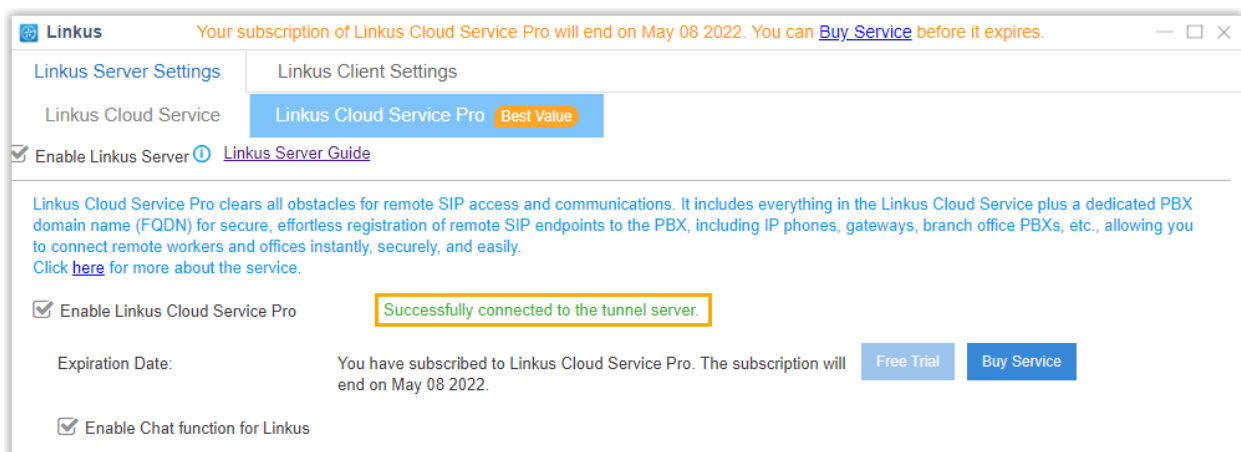 Linkus Your subscription of Linkus Cloud Service Pro will end on May 08 2022. You can Buy Service before it expires.
Linkus Server Settings Linkus Client Settings
Linkus Cloud Service Linkus Cloud Service Pro Best Value
Enable Linkus Server Linkus Server Guide
Linkus Cloud Service Pro clears all obstacles for remote SIP access and communications. It includes everything in the Linkus Cloud Service plus a dedicated PBX
domain name (FQDN) for secure, effortless registration of remote SIP endpoints to the PBX, including IP phones, gateways, branch office PBXs, etc., allowing you
to connect remote workers and offices instantly, securely, and easily.
Click here for more about the service.
Enable Linkus Cloud Service Pro Successfully connected to the tunnel server.
Expiration Date: You have subscribed to Linkus Cloud Service Pro. The subscription will Free Trial Buy Service
end on May 08 2022.
Enable Chat function for Linkus